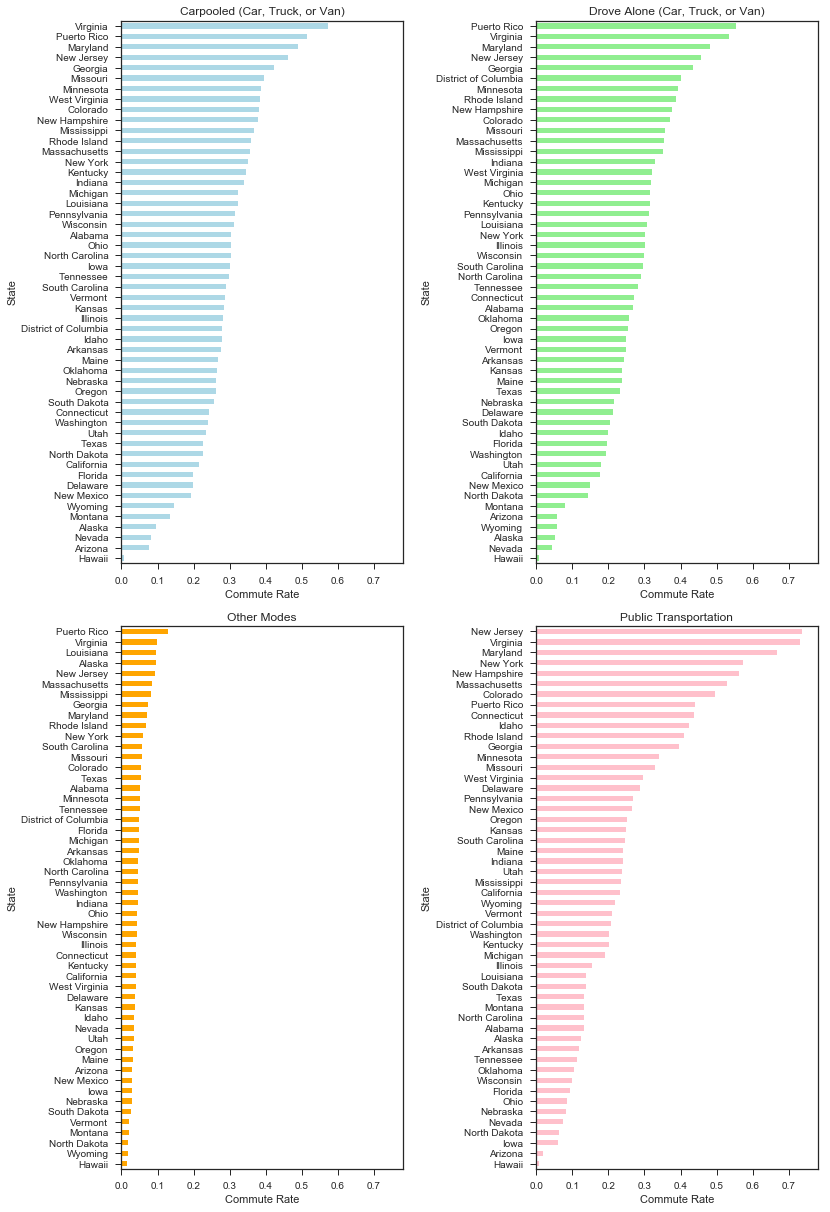 Carpooled (Car, Truck, or Van)
State
Virginia
Puerto Rico
Maryland
New Jersey
Georgia
Missouri
Minnesota
West Virginia
Colorado
New Hampshire
Mississippi
Rhode Island
Massachusetts
New York
Kentucky
Indiana
Michigan
Louisiana
Pennsylvania
Wisconsin
Alabama
Ohio
North Carolina
Iowa
Tennessee
South Carolina
Vermont
Kansas
Illinois
District of Columbia
Idaho
Arkansas
Maine
Oklahoma
Nebraska
Oregon
South Dakota
Connecticut
Washington
Utah
Texas
North Dakota
California
Florida
Delaware
New Mexico
Wyoming
Montana
Alaska
Nevada
Arizona
Hawaii
0.0 0.1 0.2 0.3 0.4 0.5 0.6 0.7
Commute Rate
Drove Alone (Car, Truck, or Van)
State
Puerto Rico
Virginia
Maryland
New Jersey
Georgia
District of Columbia
Minnesota
Rhode Island
New Hampshire
Colorado
Missouri
Massachusetts
Mississippi
Indiana
West Virginia
Michigan
Ohio
Kentucky
Pennsylvania
Louisiana
New York
Illinois
Wisconsin
South Carolina
North Carolina
Tennessee
Connecticut
Alabama
Oklahoma
Oregon
Iowa
Vermont
Arkansas
Kansas
Maine
Texas
Nebraska
Delaware
South Dakota
Idaho
Florida
Washington
Utah
California
New Mexico
North Dakota
Montana
Arizona
Wyoming
Alaska
Nevada
Hawaii
0.0 0.1 0.2 0.3 0.4 0.5 0.6 0.7
Commute Rate
Other Modes
State
Puerto Rico
Virginia
Louisiana
Alaska
New Jersey
Massachusetts
Mississippi
Georgia
Maryland
Rhode Island
New York
South Carolina
Missouri
Colorado
Texas
Alabama
Minnesota
Tennessee
District of Columbia
Florida
Michigan
Arkansas
Oklahoma
North Carolina
Pennsylvania
Washington
Indiana
Ohio
New Hampshire
Wisconsin
Illinois
Connecticut
Kentucky
California
West Virginia
Delaware
Kansas
Idaho
Nevada
Utah
Oregon
Maine
Arizona
New Mexico
Iowa
Nebraska
South Dakota
Vermont
Montana
North Dakota
Wyoming
Hawaii
0.0 0.1 0.2 0.3 0.4 0.5 0.6 0.7
Commute Rate
Public Transportation
State
New Jersey
Virginia
Maryland
New York
New Hampshire
Massachusetts
Colorado
Puerto Rico
Connecticut
Idaho
Rhode Island
Georgia
Minnesota
Missouri
West Virginia
Delaware
Pennsylvania
New Mexico
Oregon
Kansas
South Carolina
Maine
Indiana
Utah
Mississippi
California
Wyoming
Vermont
District of Columbia
Washington
Kentucky
Michigan
Illinois
Louisiana
South Dakota
Texas
Montana
North Carolina
Alabama
Alaska
Arkansas
Tennessee
Oklahoma
Wisconsin
Florida
Ohio
Nebraska
Nevada
North Dakota
Iowa
Arizona
Hawaii
0.0 0.1 0.2 0.3 0.4 0.5 0.6 0.7
Commute Rate